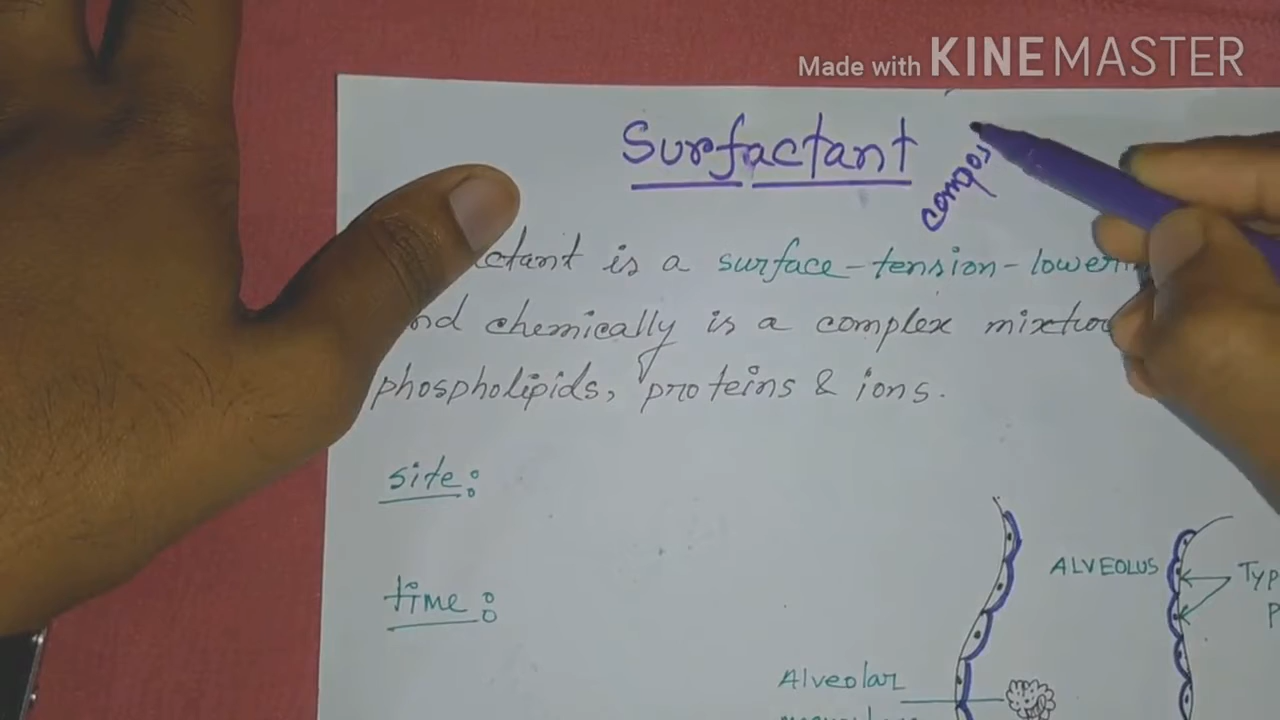 Made with KINEMASTER
Surfactant
compo
ctant is a surface-tension-lower
nd chemically is a complex mixtu
phospholipids, proteins & ions.
site:
time:
ALVEOLUS
Typ
P
Alveolar